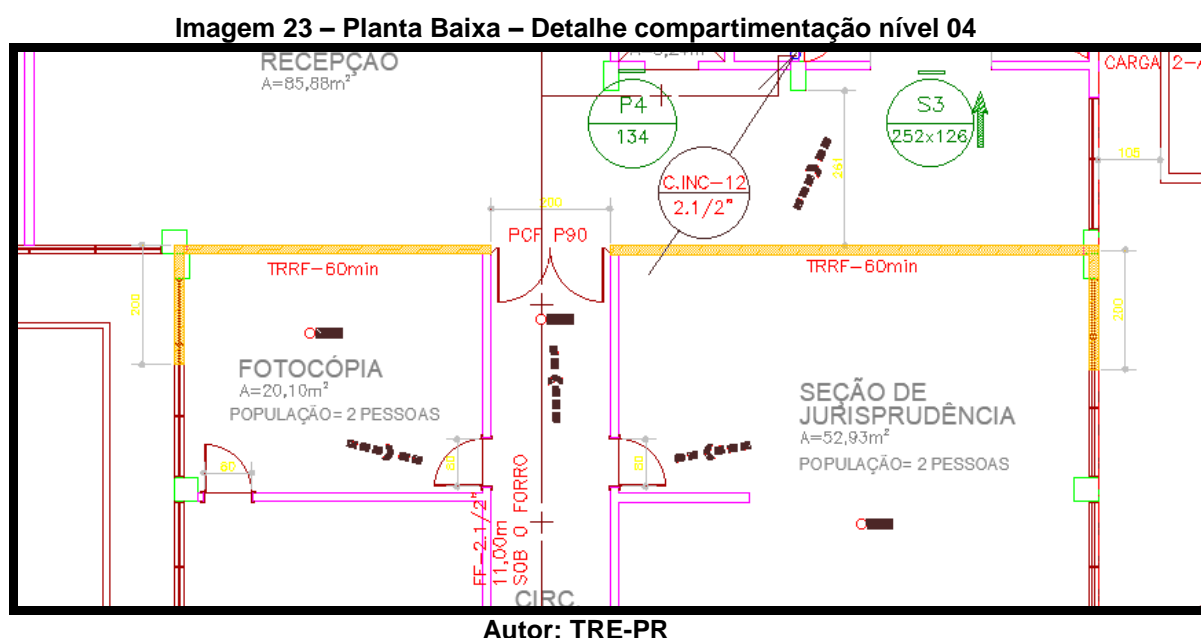 Imagem 23 – Planta Baixa – Detalhe compartimentação nível 04
RECEPÇÃO
A=85,88m²
P4
134
S3
252x126
CARGA 2-A
C.INC-12
2.1/2"
261
105
200
PCF P90
TRRF-60min
TRRF-60min
200
200
FOTOCÓPIA
A=20,10m²
POPULAÇÃO= 2 PESSOAS
SEÇÃO DE
JURISPRUDÊNCIA
A=52,93m²
POPULAÇÃO= 2 PESSOAS
60
80
80
FF-2.1/2"
11,00m
SOB O FORRO
CIRC.
Autor: TRE-PR